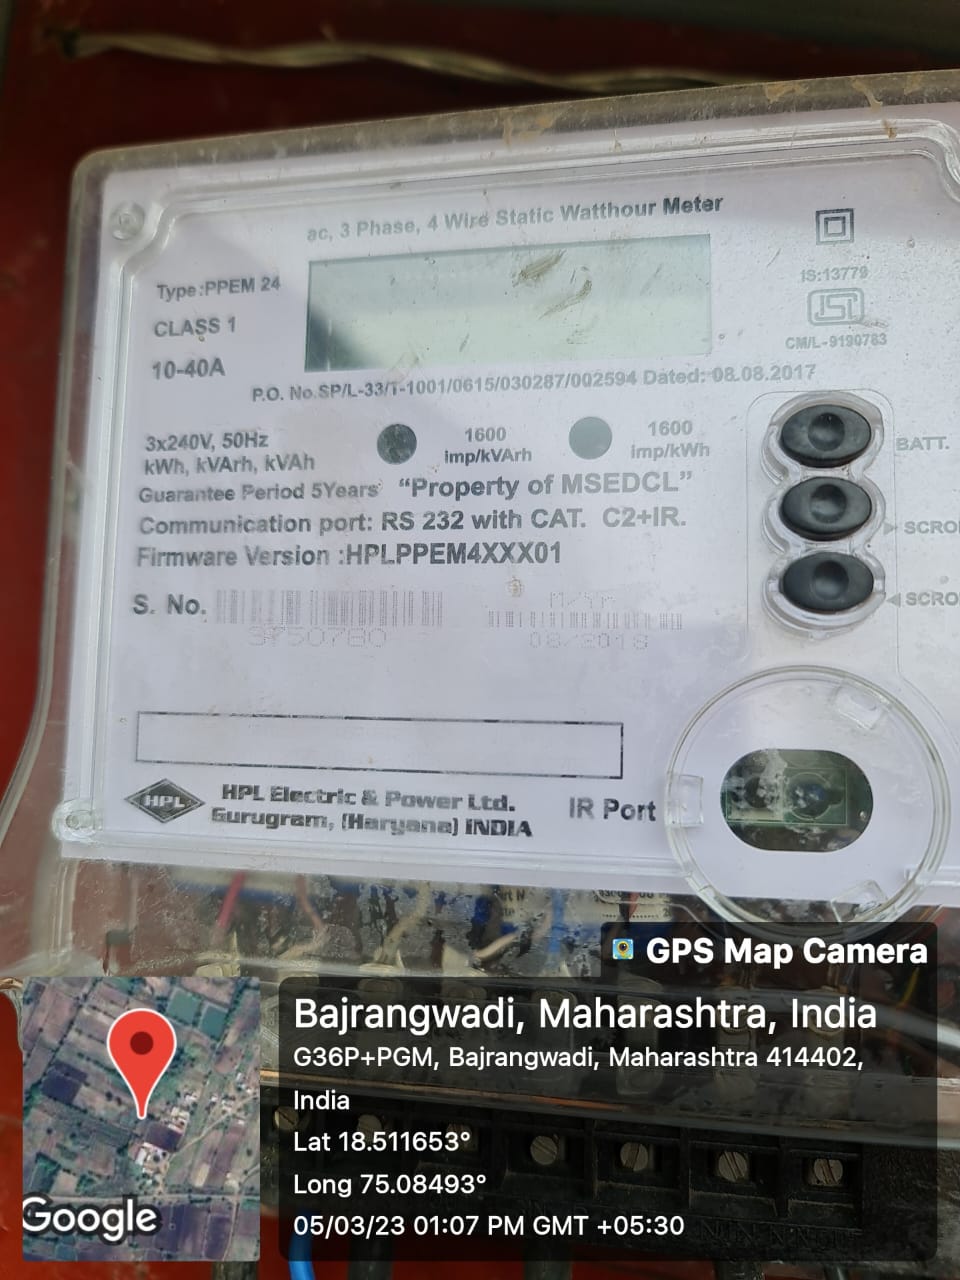 ac, 3 Phase, 4 Wire Static Watthour Meter
Type:PPEM 24
CLASS 1
10-40A
IS:13779
ISI
CM/L-9190783
P.O. No.SP/L-33/T-1001/0615/030287/002594 Dated: 08.08.2017
3x240V, 50Hz
kWh, kVArh, kVAh
1600
imp/kVArh
1600
imp/kWh
BATT.
Guarantee Period 5Years "Property of MSEDCL"
Communication port: RS 232 with CAT. C2+IR.
SCRO
Firmware Version :HPLPPEM4XXX01
SCRO
S. No.
M/Yr
3750780
08/2018
HPL
HPL Electric & Power Ltd.
Gurugram, (Haryana) INDIA
IR Port
GPS Map Camera
Bajrangwadi, Maharashtra, India
G36P+PGM, Bajrangwadi, Maharashtra 414402,
India
Lat 18.511653°
Long 75.08493°
05/03/23 01:07 PM GMT +05:30
Google